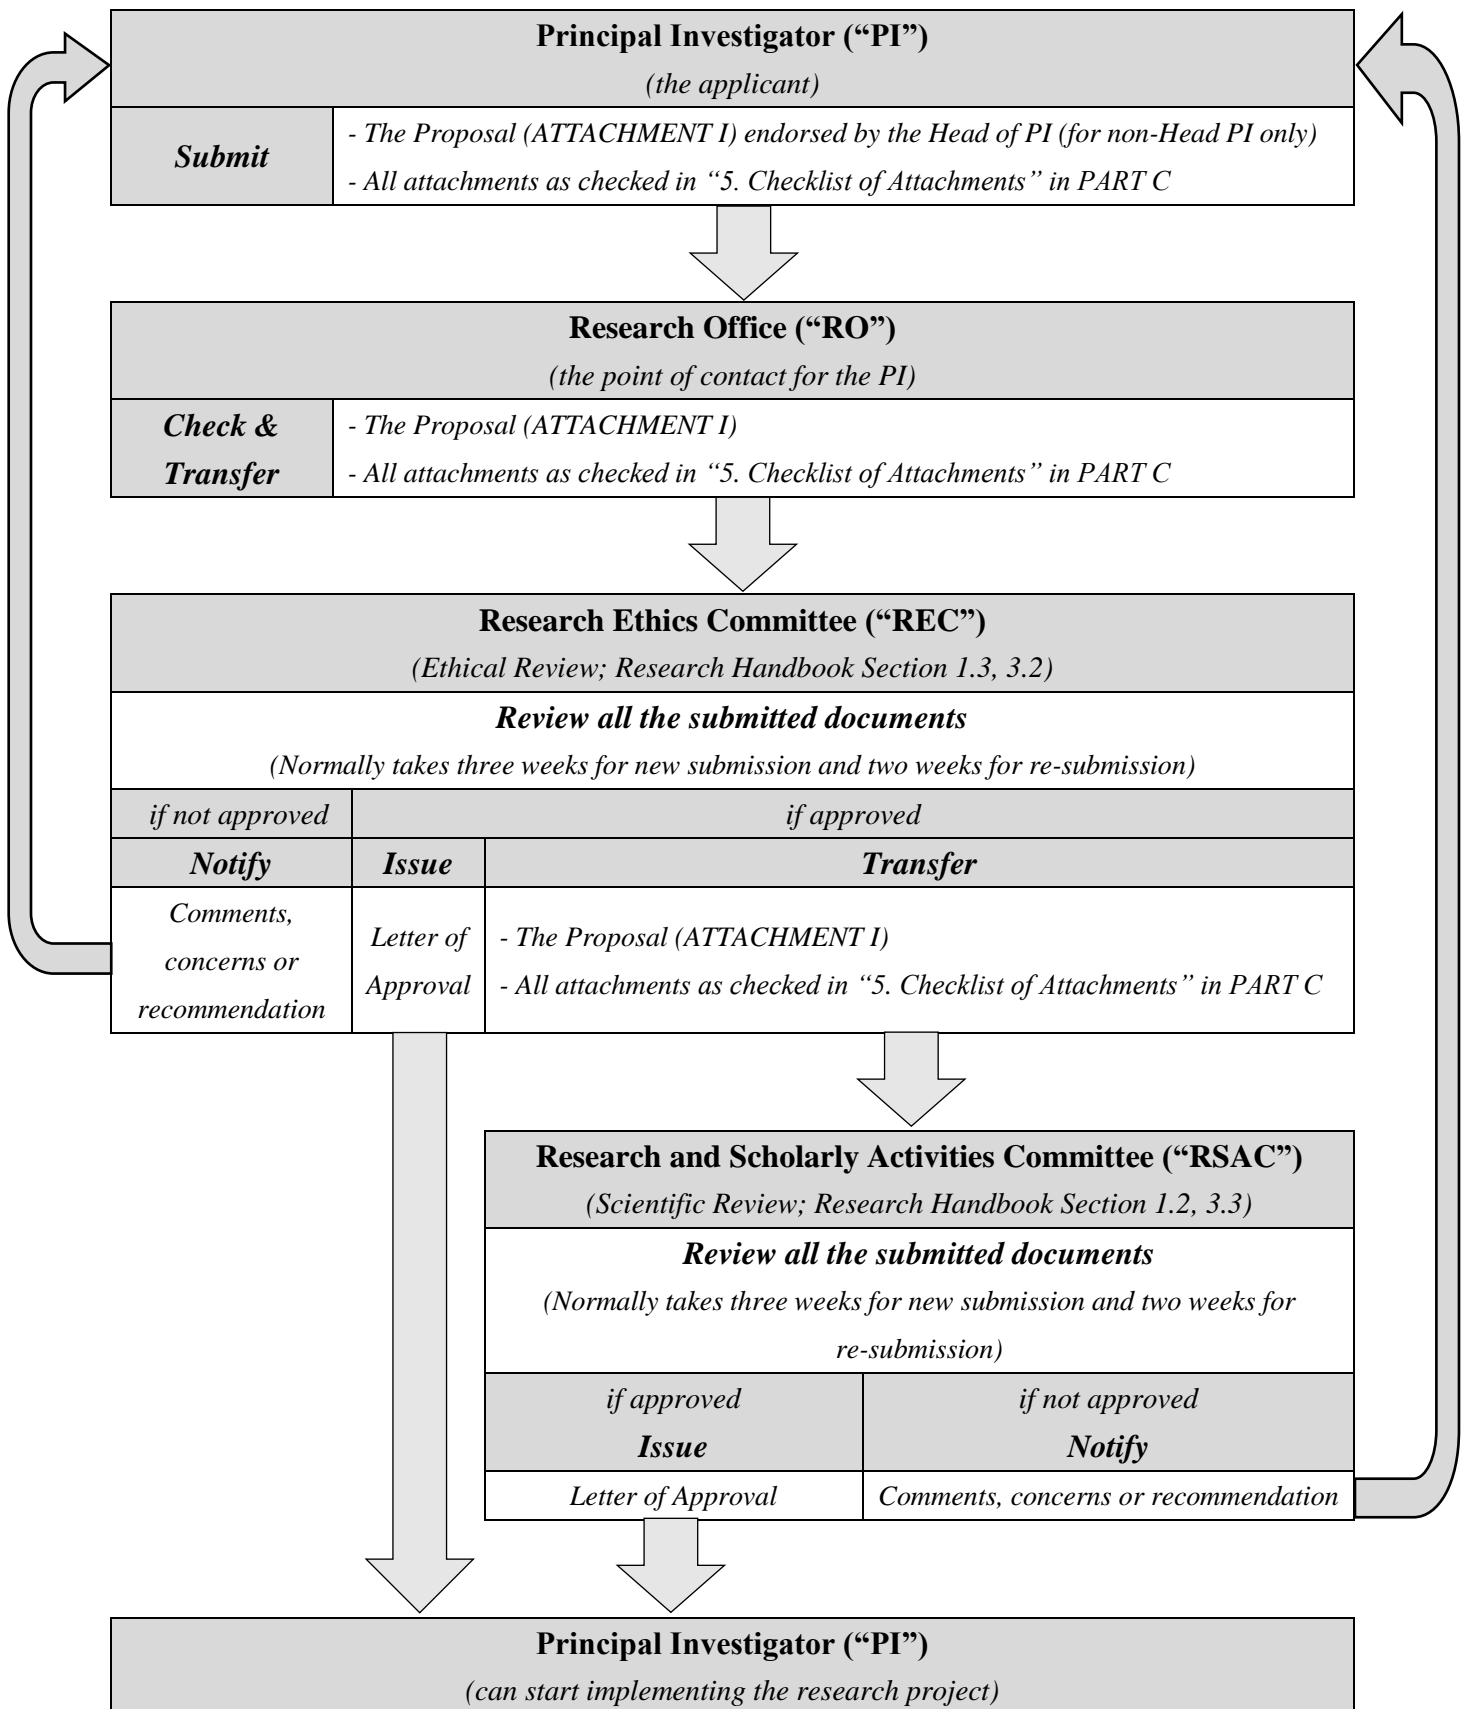 Principal Investigator (“PI”)
(the applicant)
Submit
- The Proposal (ATTACHMENT I) endorsed by the Head of PI (for non-Head PI only)
- All attachments as checked in “5. Checklist of Attachments” in PART C
Research Office (“RO”)
(the point of contact for the PI)
Check &
Transfer
- The Proposal (ATTACHMENT I)
- All attachments as checked in “5. Checklist of Attachments” in PART C
Research Ethics Committee (“REC”)
(Ethical Review; Research Handbook Section 1.3, 3.2)
Review all the submitted documents
(Normally takes three weeks for new submission and two weeks for re-submission)
if not approved
if approved
Notify
Issue
Transfer
Comments,
concerns or
recommendation
Letter of
Approval
- The Proposal (ATTACHMENT I)
- All attachments as checked in “5. Checklist of Attachments” in PART C
Research and Scholarly Activities Committee (“RSAC”)
(Scientific Review; Research Handbook Section 1.2, 3.3)
Review all the submitted documents
(Normally takes three weeks for new submission and two weeks for
re-submission)
if approved
Issue
if not approved
Notify
Letter of Approval
Comments, concerns or recommendation
Principal Investigator (“PI”)
(can start implementing the research project)